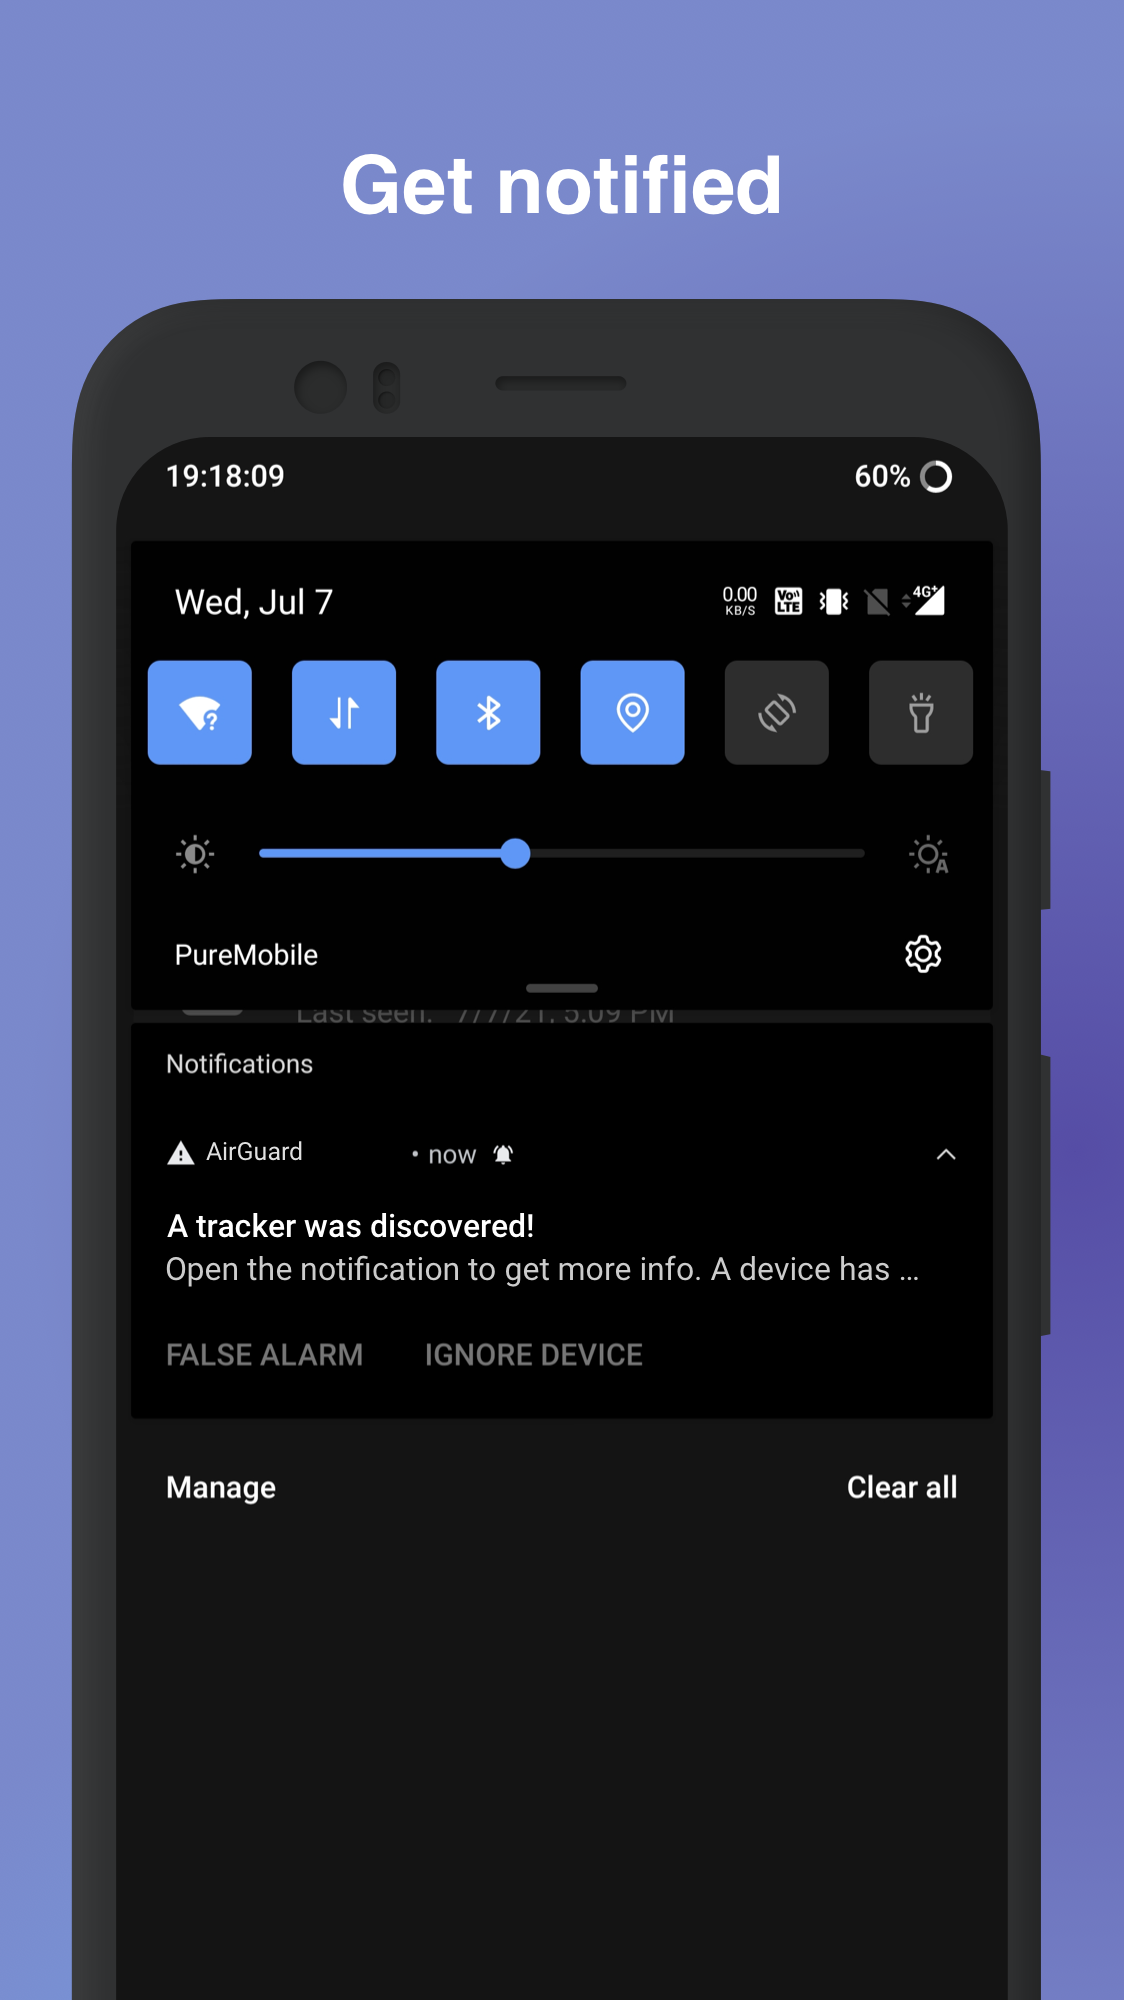 Get notified
19:18:09 60%
Wed, Jul 7 0.00 KB/S VoLTE 4G+
A
PureMobile
Last seen: 7/7/21, 5:09 PM
Notifications
AirGuard • now
A tracker was discovered!
Open the notification to get more info. A device has ...
FALSE ALARM IGNORE DEVICE
Manage Clear all